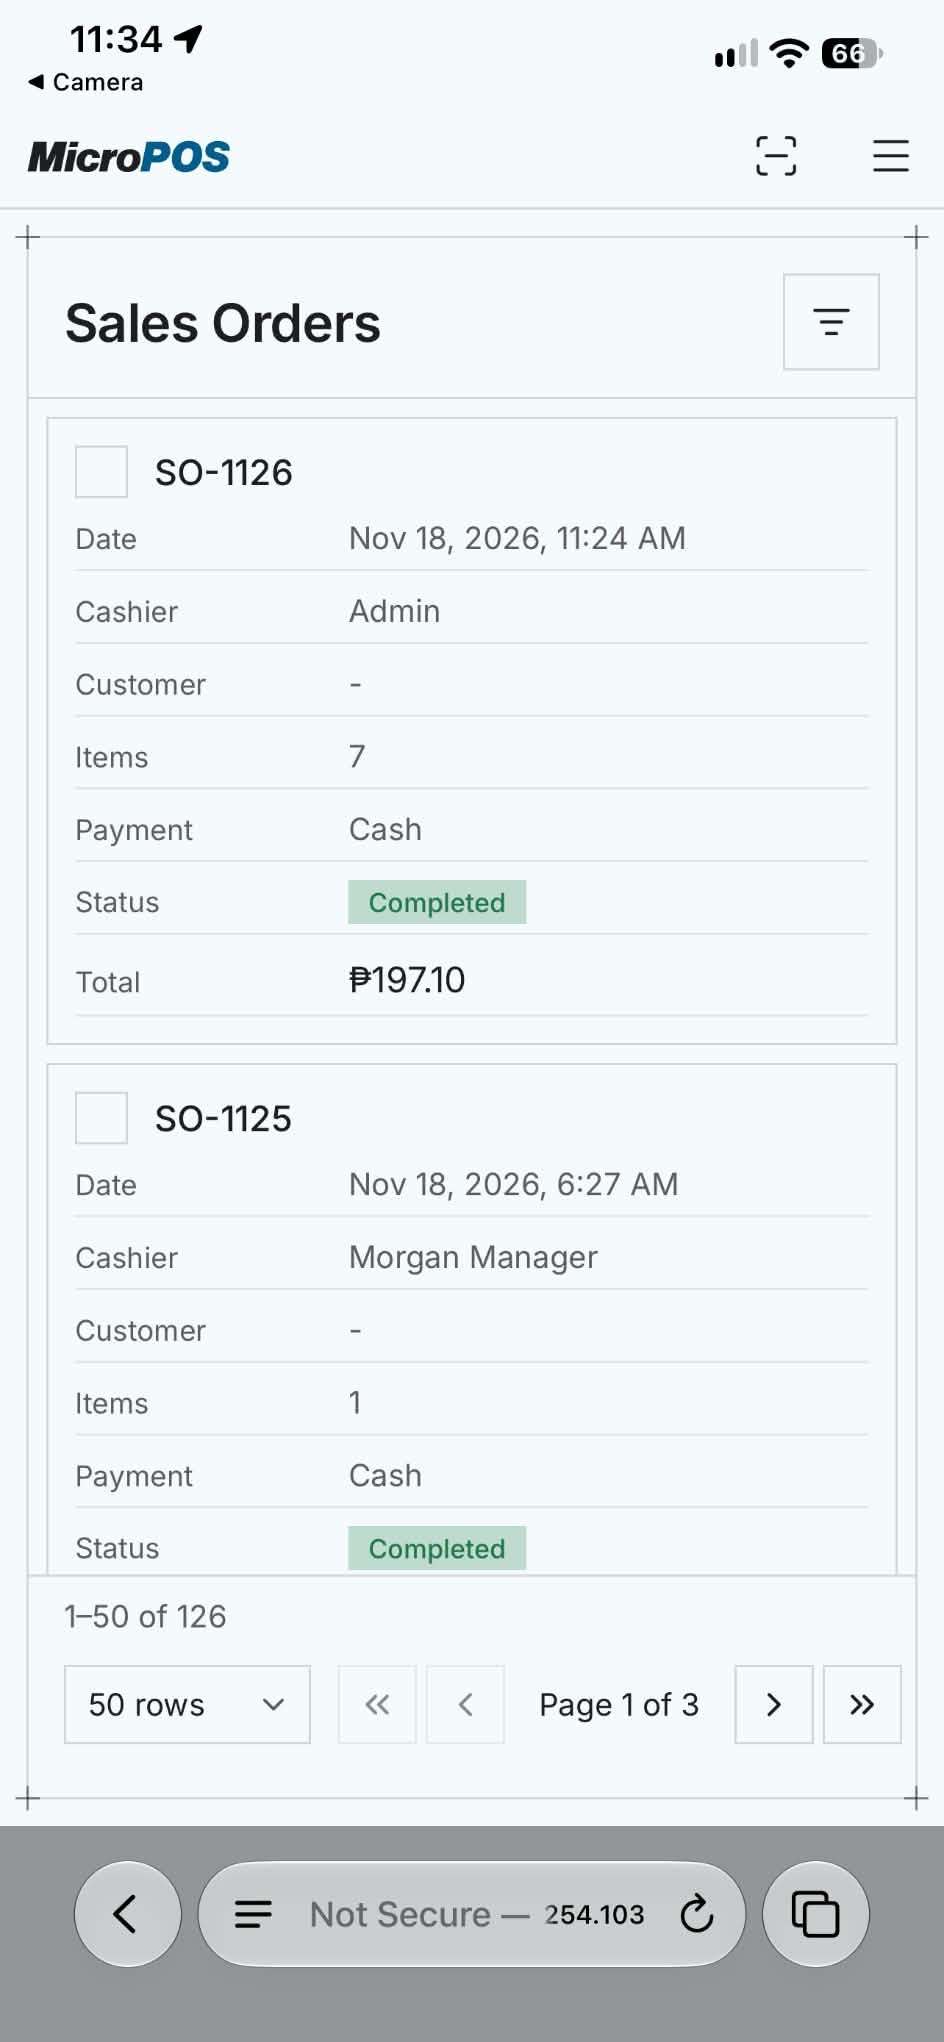 11:34
66
◀ Camera
MicroPOS
Sales Orders
SO-1126
Date Nov 18, 2026, 11:24 AM
Cashier Admin
Customer -
Items 7
Payment Cash
Status Completed
Total ₱197.10
SO-1125
Date Nov 18, 2026, 6:27 AM
Cashier Morgan Manager
Customer -
Items 1
Payment Cash
Status Completed
1–50 of 126
50 rows « ‹ Page 1 of 3 › »
Not Secure — 254.103